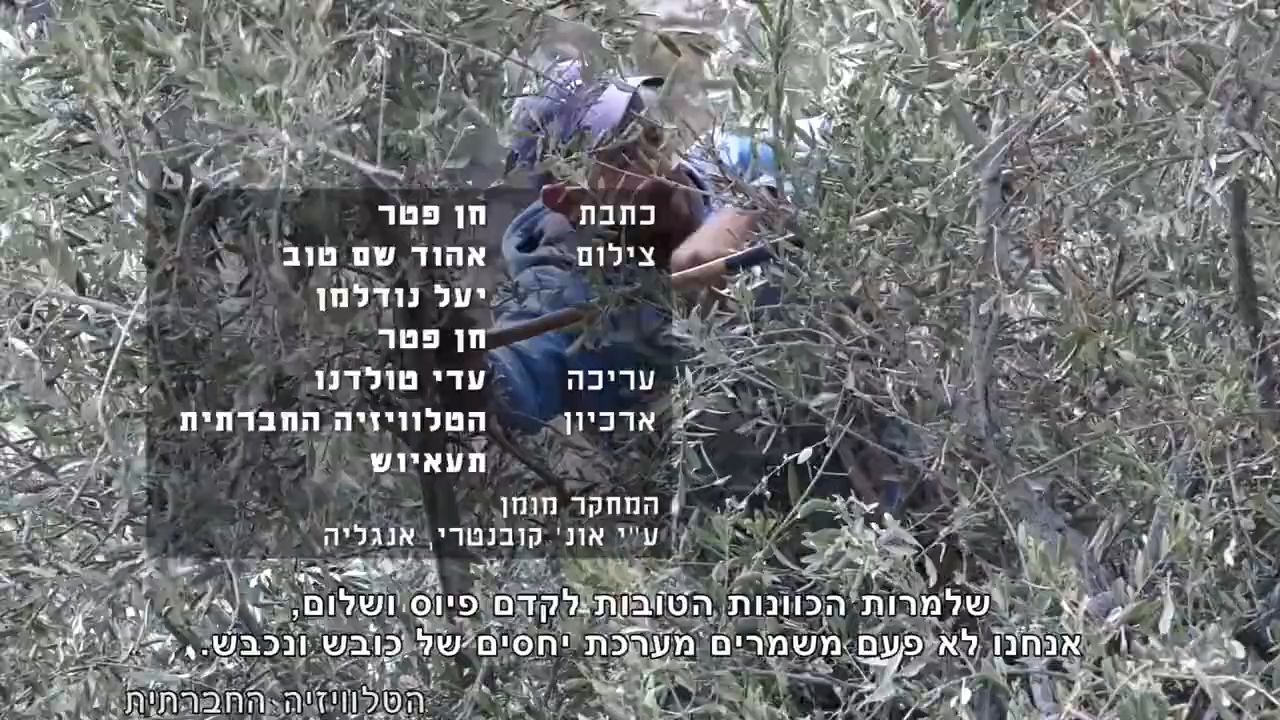 כתבת חן פטר
צילום אהוד שם טוב
יעל נודלמן
חן פטר
עריכה עדי טולדנו
ארכיון הטלוויזיה החברתית
תעאיוש
המחקר מומן
ע"י אונ' קובנטרי, אנגליה
שלמרות הכוונות הטובות לקדם פיוס ושלום,
אנחנו לא פעם משמרים מערכת יחסים של כובש ונכבש.
הטלוויזיה החברתית